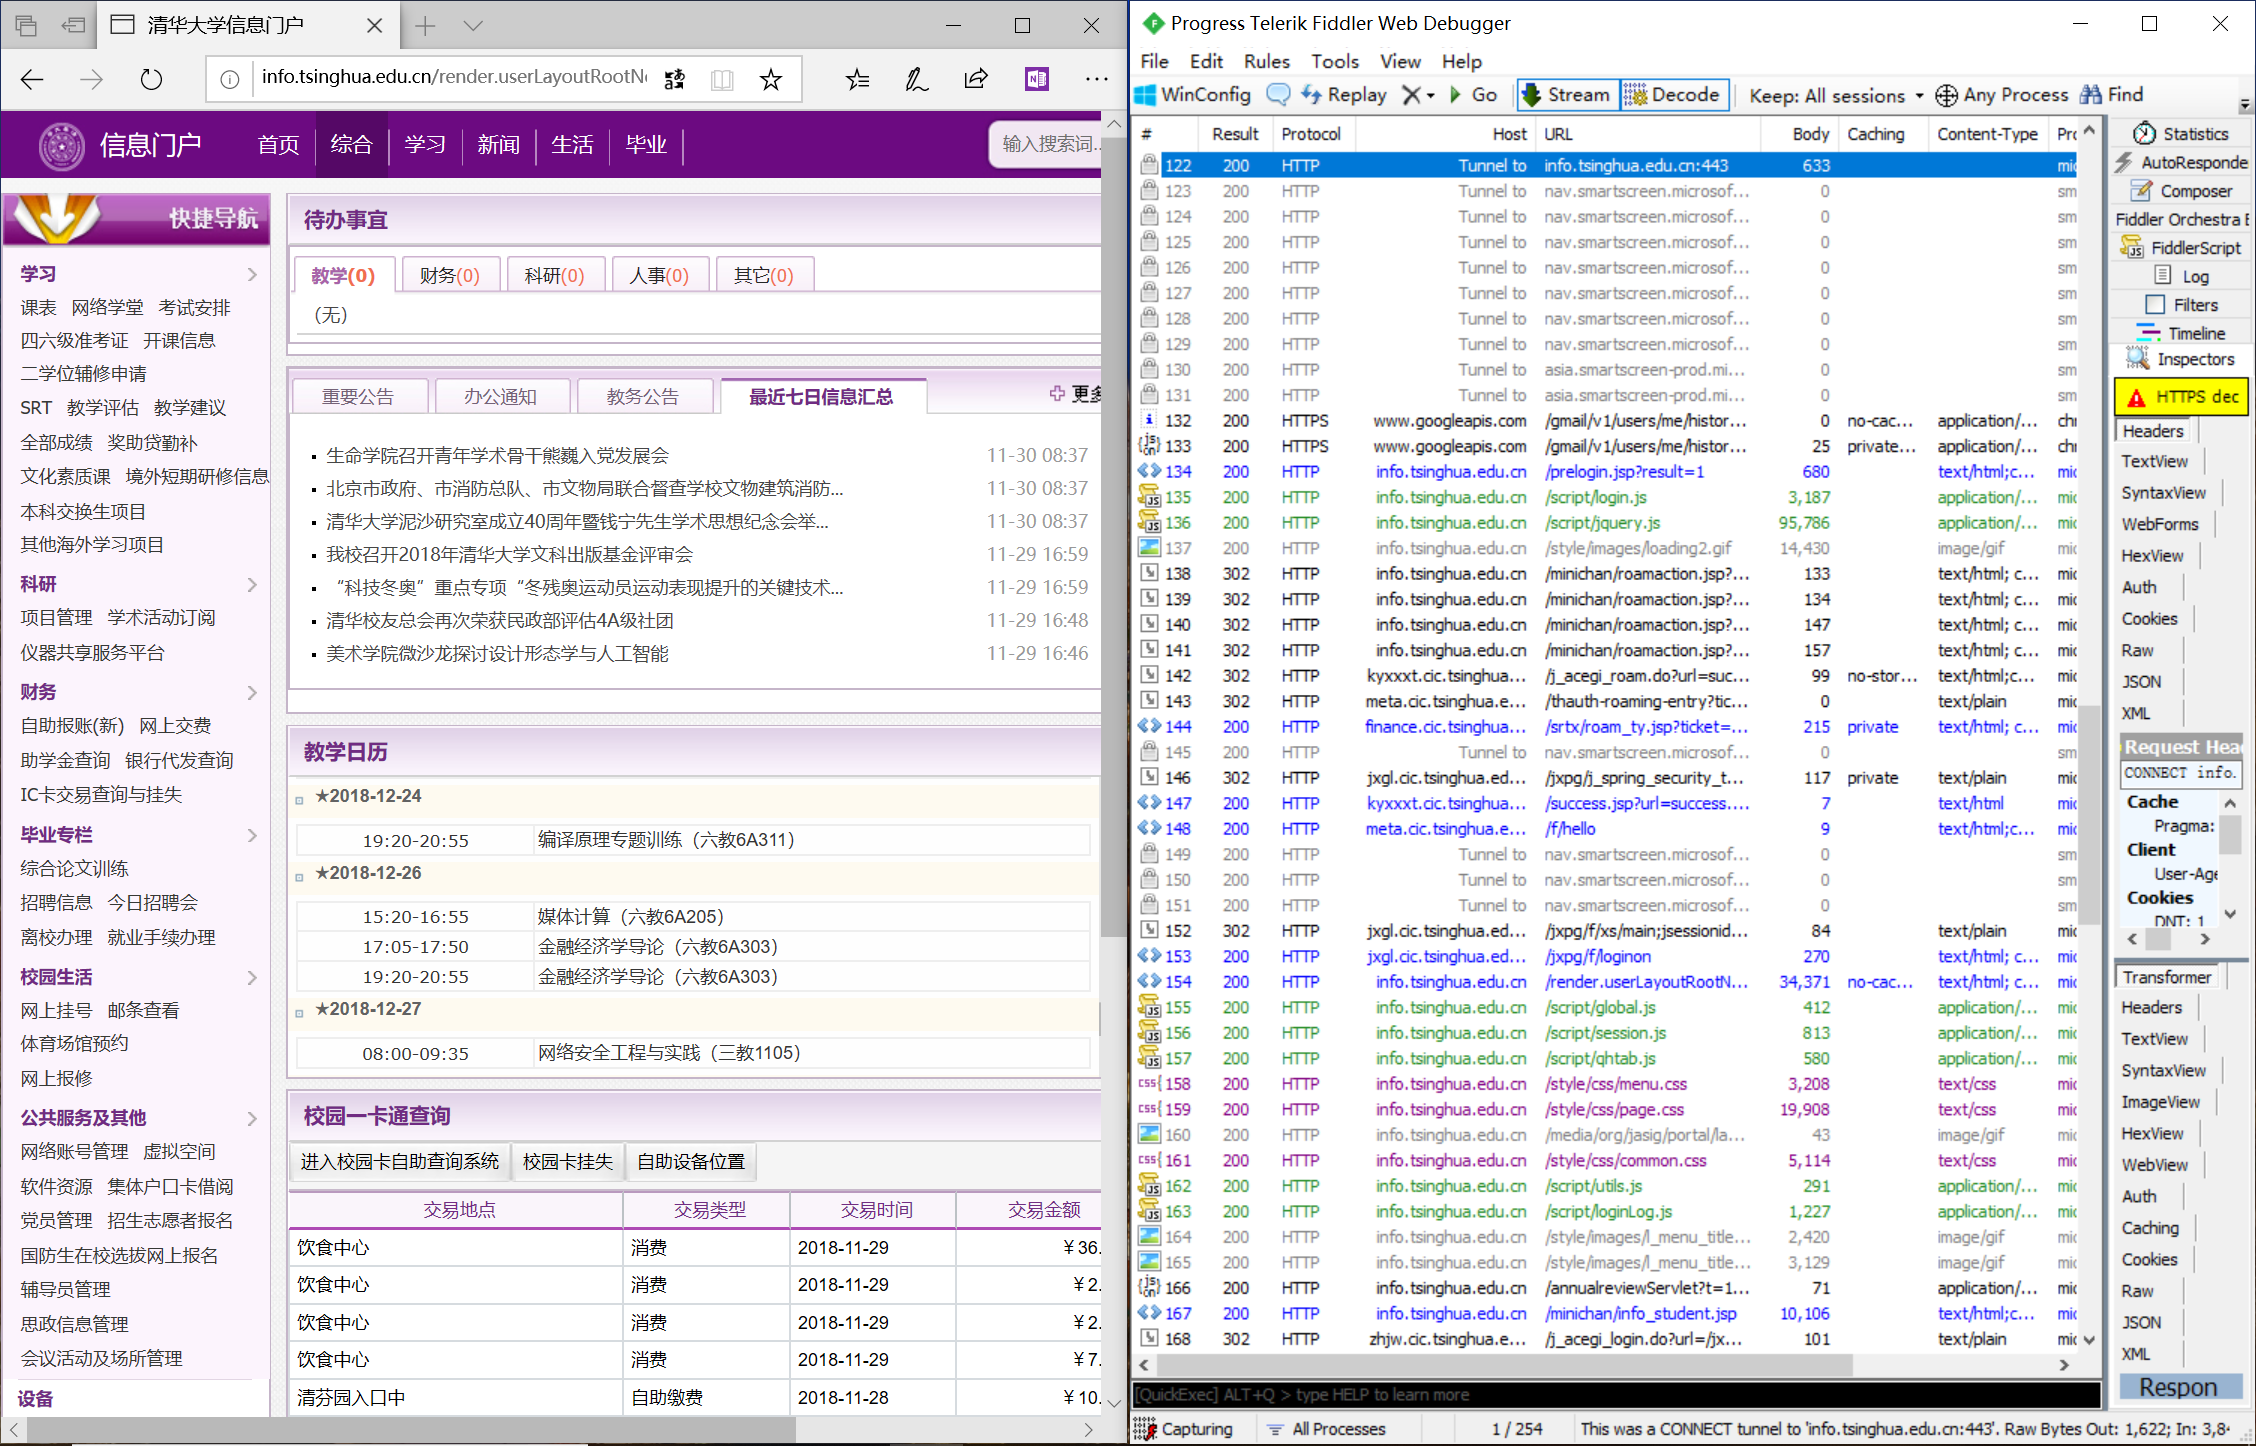 清华大学信息门户
info.tsinghua.edu.cn/render.userLayoutRootN
信息门户 首页 综合 学习 新闻 生活 毕业 输入搜索词..
快捷导航
学习
课表 网络学堂 考试安排
四六级准考证 开课信息
二学位辅修申请
SRT 教学评估 教学建议
全部成绩 奖助贷勤补
文化素质课 境外短期研修信息
本科交换生项目
其他海外学习项目
科研
项目管理 学术活动订阅
仪器共享服务平台
财务
自助报账(新) 网上交费
助学金查询 银行代发查询
IC卡交易查询与挂失
毕业专栏
综合论文训练
招聘信息 今日招聘会
离校办理 就业手续办理
校园生活
网上挂号 邮条查看
体育场馆预约
网上报修
公共服务及其他
网络账号管理 虚拟空间
软件资源 集体户口卡借阅
党员管理 招生志愿者报名
国防生在校选拔网上报名
辅导员管理
思政信息管理
会议活动及场所管理
设备
待办事宜
教学(0) 财务(0) 科研(0) 人事(0) 其它(0)
(无)
重要公告 办公通知 教务公告 最近七日信息汇总 更多
生命学院召开青年学术骨干熊巍入党发展会 11-30 08:37
北京市政府、市消防总队、市文物局联合督查学校文物建筑消防... 11-30 08:37
清华大学泥沙研究室成立40周年暨钱宁先生学术思想纪念会举... 11-30 08:37
我校召开2018年清华大学文科出版基金评审会 11-29 16:59
“科技冬奥”重点专项“冬残奥运动员运动表现提升的关键技术... 11-29 16:59
清华校友总会再次荣获民政部评估4A级社团 11-29 16:48
美术学院微沙龙探讨设计形态学与人工智能 11-29 16:46
教学日历
★2018-12-24
19:20-20:55 编译原理专题训练（六教6A311）
★2018-12-26
15:20-16:55 媒体计算（六教6A205）
17:05-17:50 金融经济学导论（六教6A303）
19:20-20:55 金融经济学导论（六教6A303）
★2018-12-27
08:00-09:35 网络安全工程与实践（三教1105）
校园一卡通查询
进入校园卡自助查询系统 校园卡挂失 自助设备位置
交易地点 交易类型 交易时间 交易金额
饮食中心 消费 2018-11-29 ￥36.
饮食中心 消费 2018-11-29 ￥2.
饮食中心 消费 2018-11-29 ￥2.
饮食中心 消费 2018-11-29 ￥7.
清芬园入口中 自助缴费 2018-11-28 ￥10.
Progress Telerik Fiddler Web Debugger
File Edit Rules Tools View Help
WinConfig Replay Go Stream Decode Keep: All sessions Any Process Find
# Result Protocol Host URL Body Caching Content-Type Prc
122 200 HTTP Tunnel to info.tsinghua.edu.cn:443 633 mic
123 200 HTTP Tunnel to nav.smartscreen.microsof... 0 sm
124 200 HTTP Tunnel to nav.smartscreen.microsof... 0 sm
125 200 HTTP Tunnel to nav.smartscreen.microsof... 0 sm
126 200 HTTP Tunnel to nav.smartscreen.microsof... 0 sm
127 200 HTTP Tunnel to nav.smartscreen.microsof... 0 sm
128 200 HTTP Tunnel to nav.smartscreen.microsof... 0 sm
129 200 HTTP Tunnel to nav.smartscreen.microsof... 0 sm
130 200 HTTP Tunnel to asia.smartscreen-prod.mi... 0 sm
131 200 HTTP Tunnel to asia.smartscreen-prod.mi... 0 sm
132 200 HTTPS www.googleapis.com /gmail/v1/users/me/histor... 0 no-cac... application/... chr
133 200 HTTPS www.googleapis.com /gmail/v1/users/me/histor... 25 private... application/... chr
134 200 HTTP info.tsinghua.edu.cn /prelogin.jsp?result=1 680 text/html;c... mic
135 200 HTTP info.tsinghua.edu.cn /script/login.js 3,187 application/... mic
136 200 HTTP info.tsinghua.edu.cn /script/jquery.js 95,786 application/... mic
137 200 HTTP info.tsinghua.edu.cn /style/images/loading2.gif 14,430 image/gif mic
138 302 HTTP info.tsinghua.edu.cn /minichan/roamaction.jsp?... 133 text/html; c... mic
139 302 HTTP info.tsinghua.edu.cn /minichan/roamaction.jsp?... 134 text/html; c... mic
140 302 HTTP info.tsinghua.edu.cn /minichan/roamaction.jsp?... 147 text/html; c... mic
141 302 HTTP info.tsinghua.edu.cn /minichan/roamaction.jsp?... 157 text/html; c... mic
142 302 HTTP kyxxxt.cic.tsinghua... /j_acegi_roam.do?url=suc... 99 no-stor... text/html;c... mic
143 302 HTTP meta.cic.tsinghua.e... /thauth-roaming-entry?tic... 0 text/plain mic
144 200 HTTP finance.cic.tsinghua... /srtx/roam_ty.jsp?ticket=... 215 private text/html; c... mic
145 200 HTTP Tunnel to nav.smartscreen.microsof... 0 sm
146 302 HTTP jxgl.cic.tsinghua.ed... /jxpg/j_spring_security_t... 117 private text/plain mic
147 200 HTTP kyxxxt.cic.tsinghua... /success.jsp?url=success.... 7 text/html mic
148 200 HTTP meta.cic.tsinghua.e... /f/hello 9 text/html;c... mic
149 200 HTTP Tunnel to nav.smartscreen.microsof... 0 sm
150 200 HTTP Tunnel to nav.smartscreen.microsof... 0 sm
151 200 HTTP Tunnel to nav.smartscreen.microsof... 0 sm
152 302 HTTP jxgl.cic.tsinghua.ed... /jxpg/f/xs/main;jsessionid... 84 text/plain mic
153 200 HTTP jxgl.cic.tsinghua.ed... /jxpg/f/loginon 270 text/html;c... mic
154 200 HTTP info.tsinghua.edu.cn /render.userLayoutRootN... 34,371 no-cac... text/html;c... mic
155 200 HTTP info.tsinghua.edu.cn /script/global.js 412 application/... mic
156 200 HTTP info.tsinghua.edu.cn /script/session.js 813 application/... mic
157 200 HTTP info.tsinghua.edu.cn /script/qhtab.js 580 application/... mic
158 200 HTTP info.tsinghua.edu.cn /style/css/menu.css 3,208 text/css mic
159 200 HTTP info.tsinghua.edu.cn /style/css/page.css 19,908 text/css mic
160 200 HTTP info.tsinghua.edu.cn /media/org/jasig/portal/la... 43 image/gif mic
161 200 HTTP info.tsinghua.edu.cn /style/css/common.css 5,114 text/css mic
162 200 HTTP info.tsinghua.edu.cn /script/utils.js 291 application/... mic
163 200 HTTP info.tsinghua.edu.cn /script/loginLog.js 1,227 application/... mic
164 200 HTTP info.tsinghua.edu.cn /style/images/l_menu_title... 2,420 image/gif mic
165 200 HTTP info.tsinghua.edu.cn /style/images/l_menu_title... 3,129 image/gif mic
166 200 HTTP info.tsinghua.edu.cn /annualreviewServlet?t=1... 71 application/... mic
167 200 HTTP info.tsinghua.edu.cn /minichan/info_student.jsp 10,106 text/html;c... mic
168 302 HTTP zhjw.cic.tsinghua.e... /j_acegi_login.do?url=/jx... 101 text/plain mic
[QuickExec] ALT+Q > type HELP to learn more
Capturing All Processes 1 / 254 This was a CONNECT tunnel to 'info.tsinghua.edu.cn:443'. Raw Bytes Out: 1,622; In: 3,8
Statistics
AutoResponde
Composer
Fiddler Orchestra B
FiddlerScript
Log
Filters
Timeline
Inspectors
HTTPS dec
Headers
TextView
SyntaxView
WebForms
HexView
Auth
Cookies
Raw
JSON
XML
Request Hea
CONNECT info.
Cache
Pragma:
Client
User-Age
Cookies
DNT: 1
Transformer
Headers
TextView
SyntaxView
ImageView
HexView
WebView
Auth
Caching
Cookies
Raw
JSON
XML
Respon